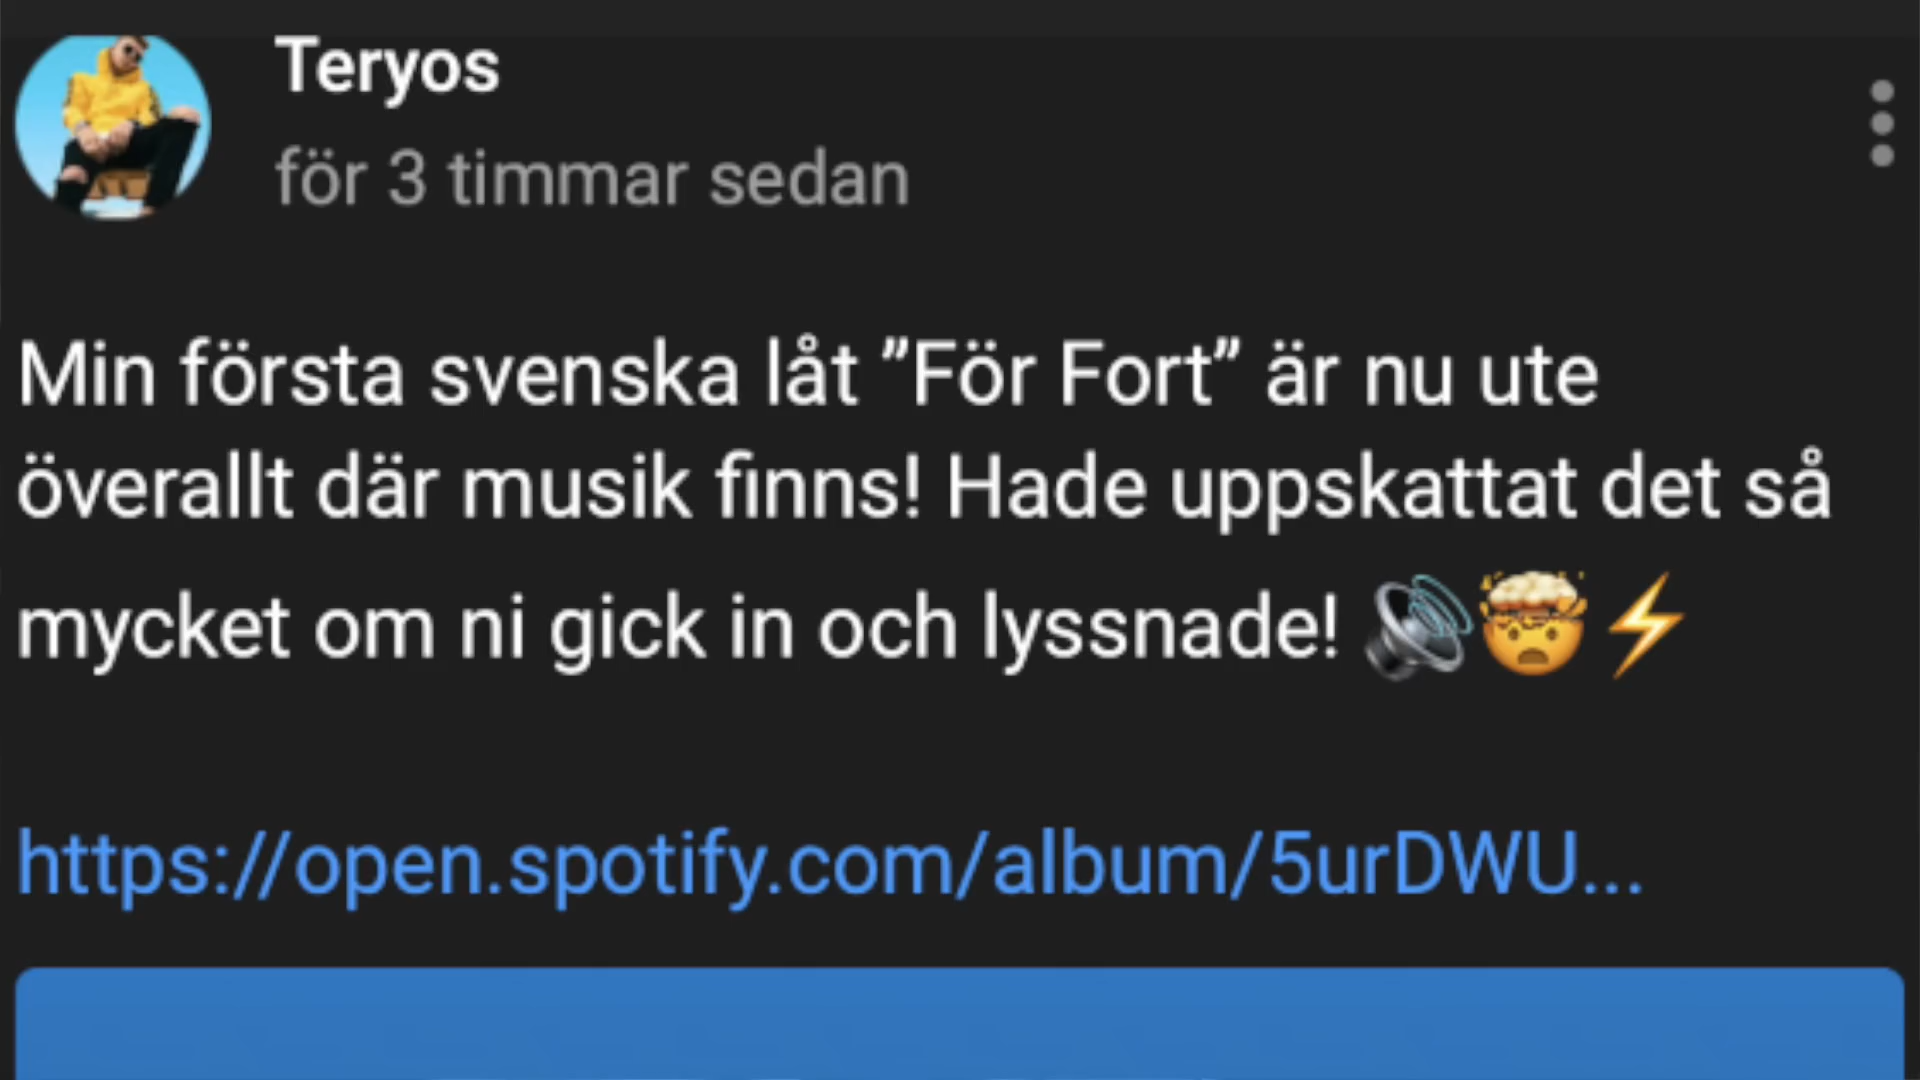 Teryos
för 3 timmar sedan
Min första svenska låt ”För Fort” är nu ute
överallt där musik finns! Hade uppskattat det så
mycket om ni gick in och lyssnade! 🔊🤯⚡
https://open.spotify.com/album/5urDWU...